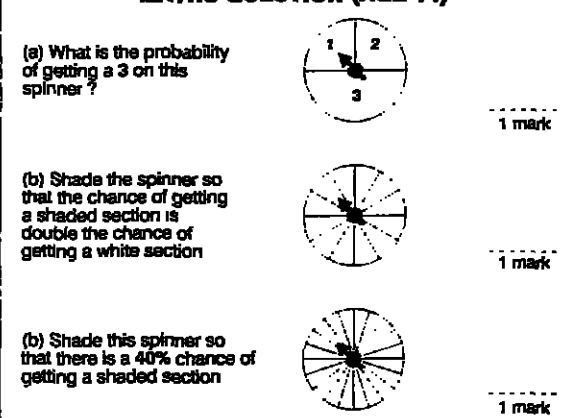 (a) What is the probability
of getting a 3 on this
spinner ?
1 2
3
1 mark
(b) Shade the spinner so
that the chance of getting
a shaded section is
double the chance of
getting a white section
1 mark
(b) Shade this spinner so
that there is a 40% chance of
getting a shaded section
1 mark